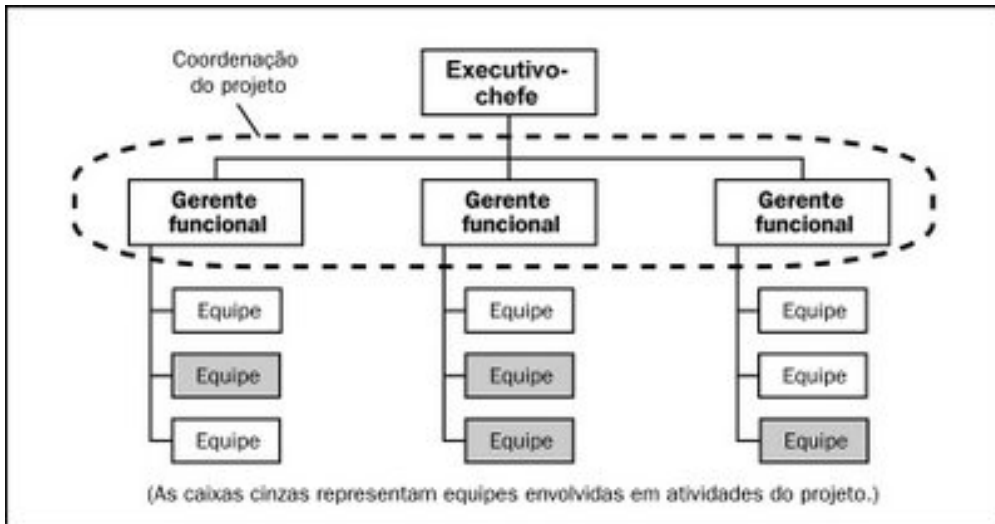 Coordenação
do projeto
Executivo-
chefe
Gerente
funcional
Gerente
funcional
Gerente
funcional
Equipe
Equipe
Equipe
Equipe
Equipe
Equipe
Equipe
Equipe
Equipe
(As caixas cinzas representam equipes envolvidas em atividades do projeto.)